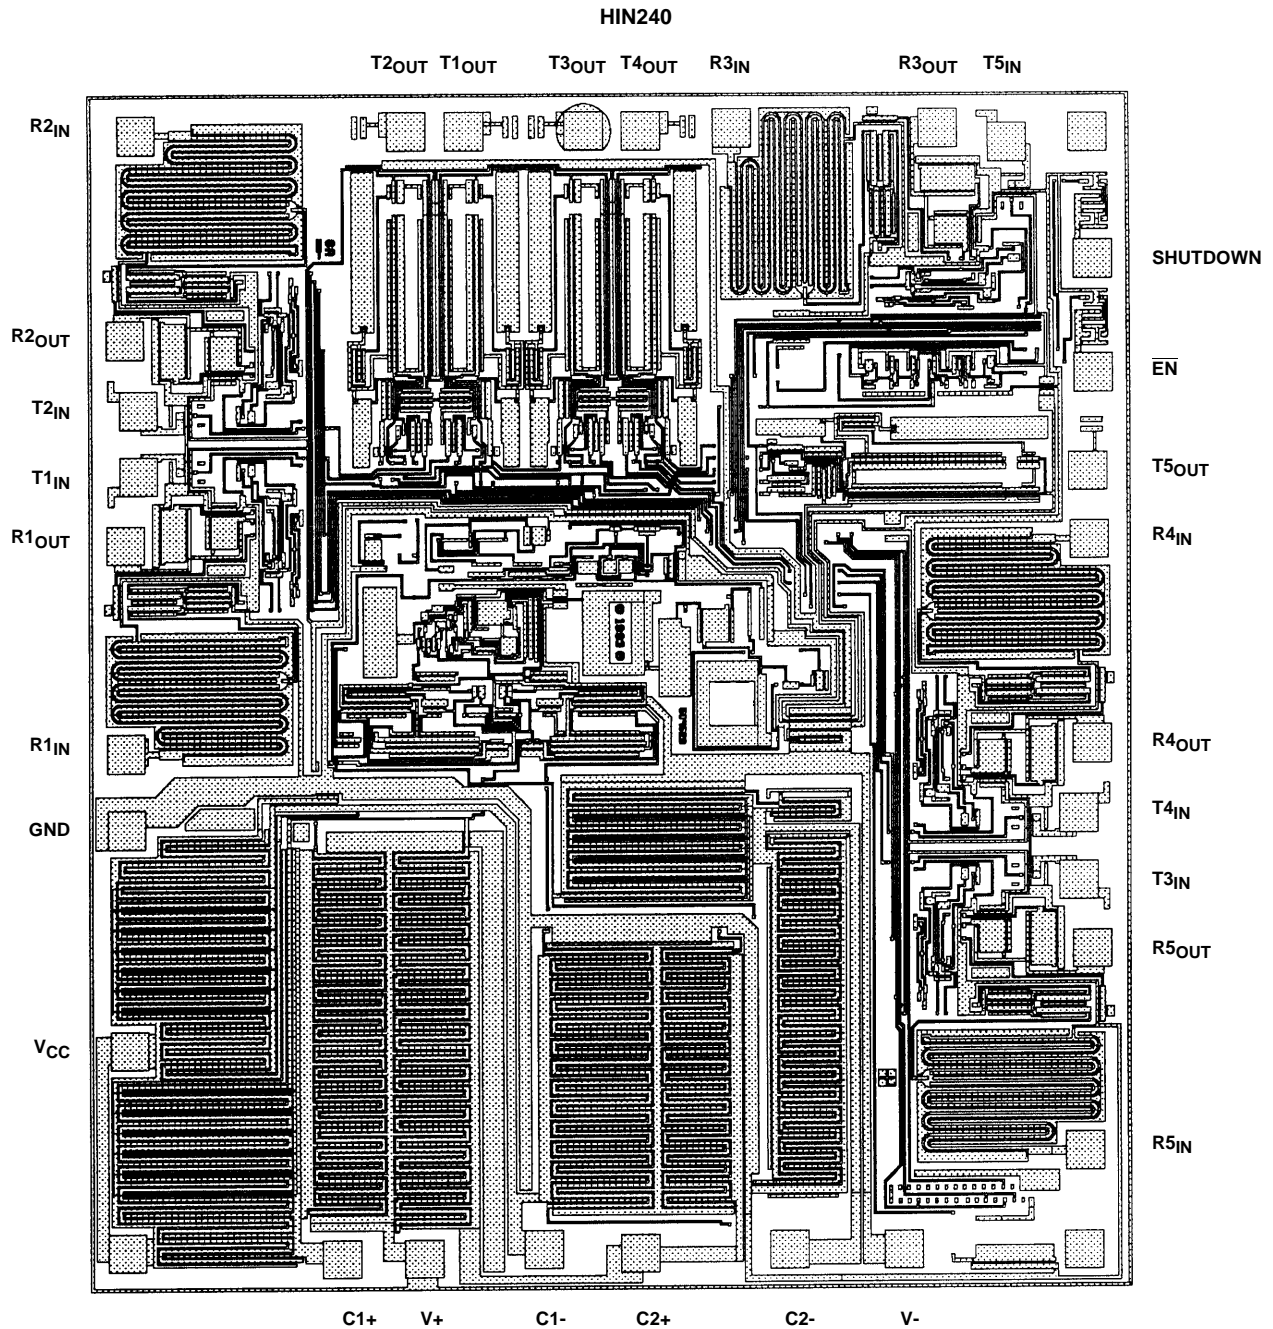 HIN240
T2OUT T1OUT T3OUT T4OUT R3IN R3OUT T5IN
R2IN
SHUTDOWN
R2OUT
EN
T2IN
T5OUT
T1IN
R4IN
R1OUT
© 1993 ©
R1IN
R4OUT
GND
T4IN
T3IN
R5OUT
VCC
R5IN
C1+ V+ C1- C2+ C2- V-